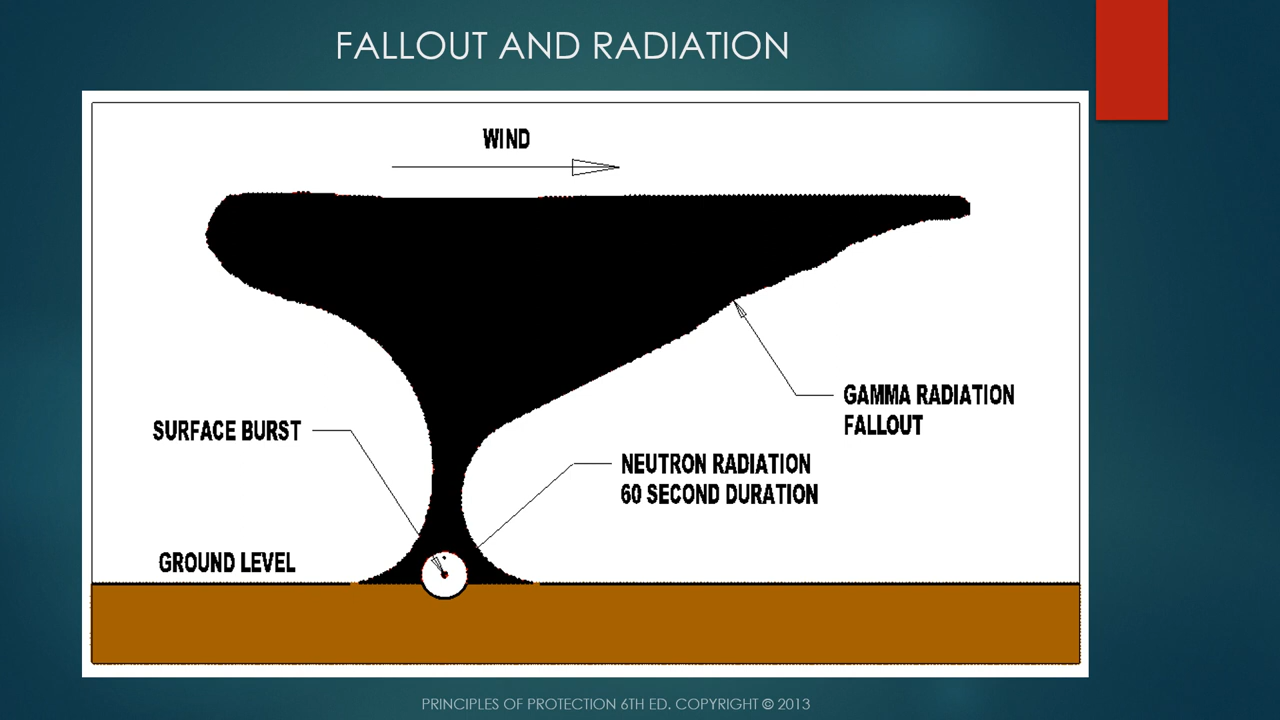 FALLOUT AND RADIATION
WIND
GAMMA RADIATION
FALLOUT
SURFACE BURST
NEUTRON RADIATION
60 SECOND DURATION
GROUND LEVEL
PRINCIPLES OF PROTECTION 6TH ED. COPYRIGHT © 2013